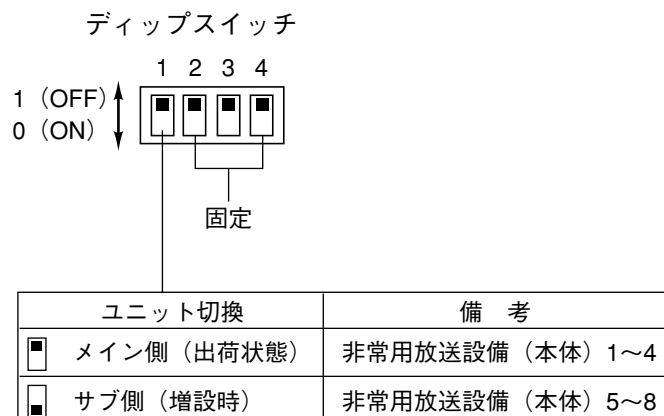 ディップスイッチ
1 2 3 4
1（OFF）
0（ON）
固定
ユニット切換 備 考
メイン側（出荷状態） 非常用放送設備（本体）1～4
サブ側（増設時） 非常用放送設備（本体）5～8